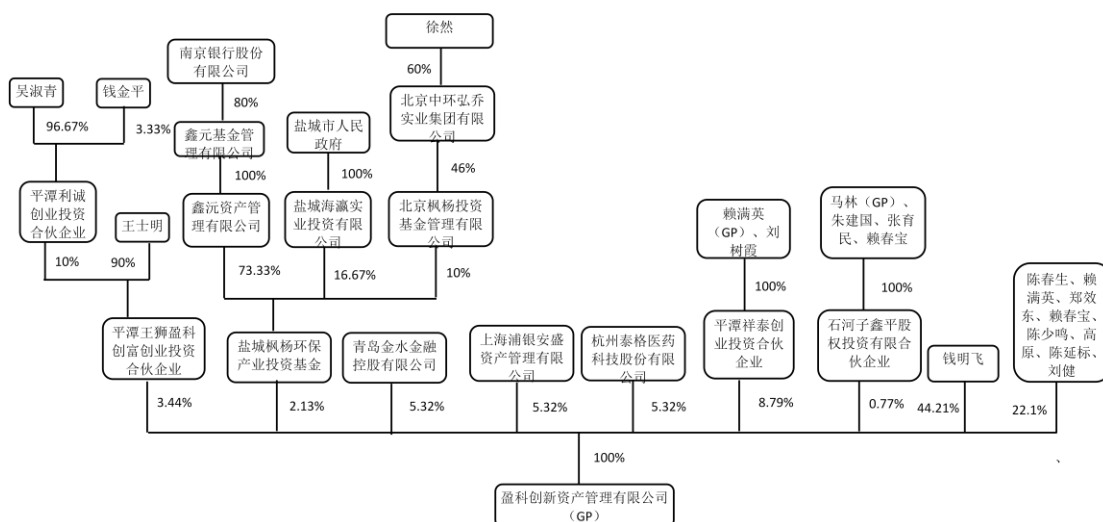 徐然
南京银行股份
有限公司
60%
吴淑青
钱金平
80%
北京中环弘乔
实业集团有限
公司
96.67%
3.33%
鑫元基金管
理有限公司
盐城市人民
政府
100%
100%
46%
平潭利诚
创业投资
合伙企业
王士明
鑫沅资产管
理有限公司
盐城海瀛实
业投资有限
公司
北京枫杨投资
基金管理有限
公司
赖满英
(GP)、刘
树霞
马林(GP)、
朱建国、张育
民、赖春宝
10%
90%
73.33%
16.67%
10%
100%
100%
陈春生、赖
满英、郑效
东、赖春宝、
陈少鸣、高
原、陈延标、
刘健
平潭王狮盈科
创富创业投资
合伙企业
盐城枫杨环保
产业投资基金
青岛金水金融
控股有限公司
上海浦银安盛
资产管理有限公
司
杭州泰格医药
科技股份有限
公司
平潭祥泰创
业投资合伙
企业
石河子鑫平股
权投资有限合
伙企业
钱明飞
3.44%
2.13%
5.32%
5.32%
5.32%
8.79%
0.77%
44.21%
22.1%
100%
、
盈科创新资产管理有限公司
(GP)